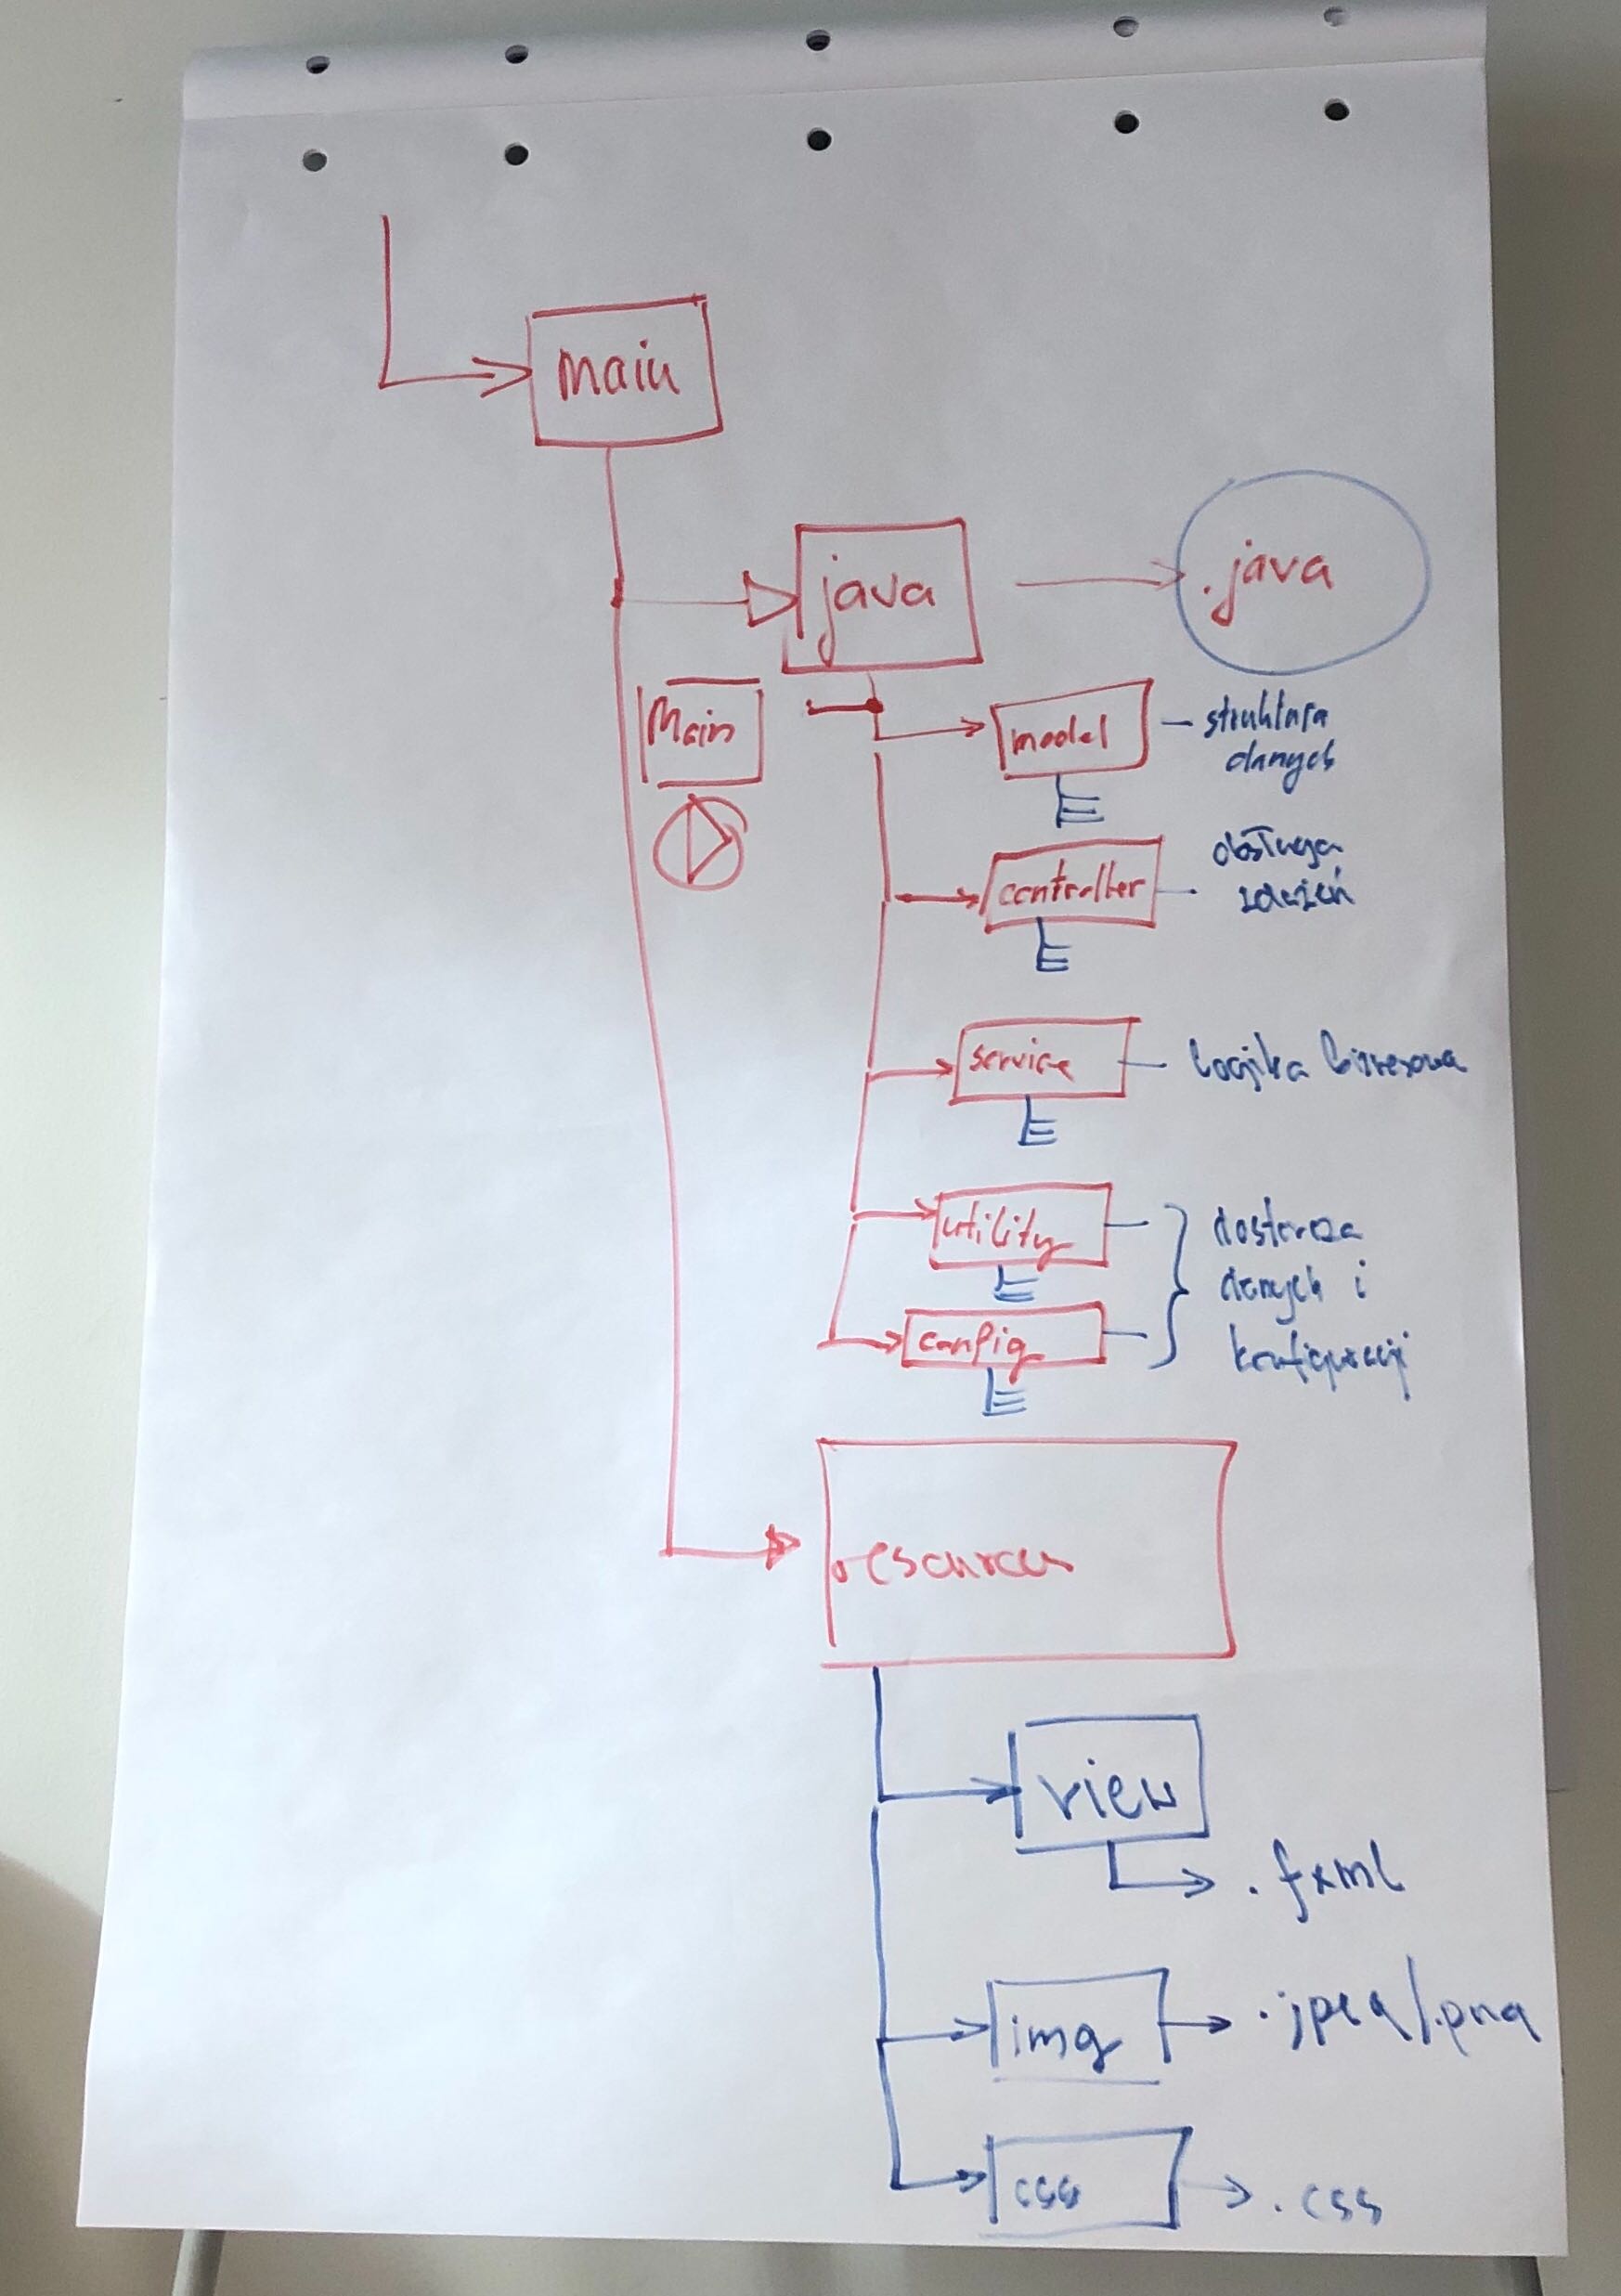 main
java
.java
Main
model
struktura
danych
controller
obsługa
zdarzeń
service
logika biznesowa
utility
dostarcza
danych i
konfiguracji
config
resources
view
.fxml
img
.jpeg/.png
css
.css